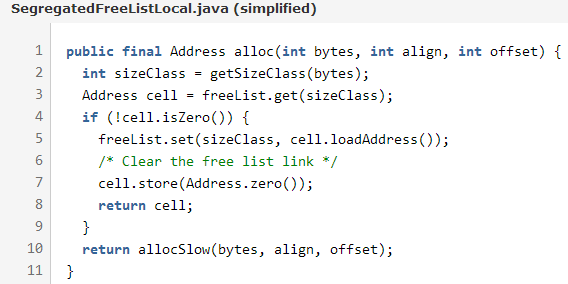 SegregatedFreeListLocal.java (simplified)
1 public final Address alloc(int bytes, int align, int offset) {
2   int sizeClass = getSizeClass(bytes);
3   Address cell = freeList.get(sizeClass);
4   if (!cell.isZero()) {
5     freeList.set(sizeClass, cell.loadAddress());
6     /* Clear the free list link */
7     cell.store(Address.zero());
8     return cell;
9   }
10   return allocSlow(bytes, align, offset);
11 }